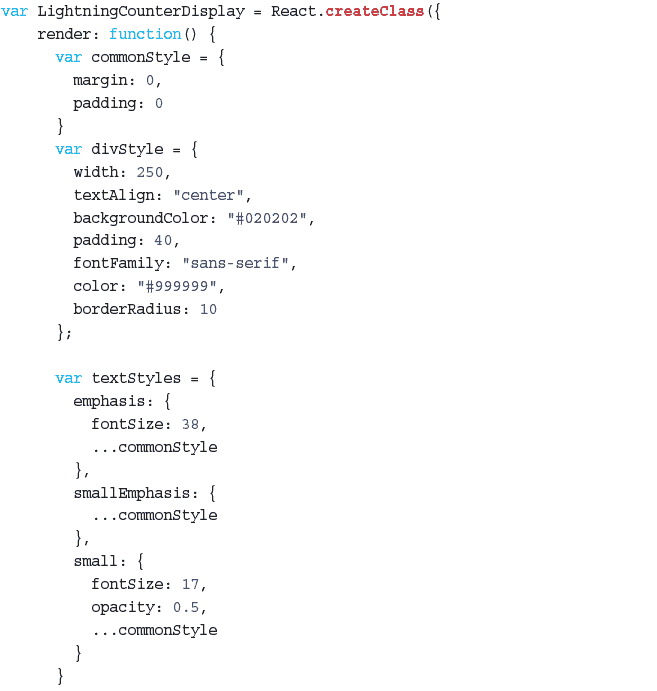 var LightningCounterDisplay = React.createClass({
    render: function() {
      var commonStyle = {
        margin: 0,
        padding: 0
      }
      var divStyle = {
        width: 250,
        textAlign: "center",
        backgroundColor: "#020202",
        padding: 40,
        fontFamily: "sans-serif",
        color: "#999999",
        borderRadius: 10
      };

      var textStyles = {
        emphasis: {
          fontSize: 38,
          ...commonStyle
        },
        smallEmphasis: {
          ...commonStyle
        },
        small: {
          fontSize: 17,
          opacity: 0.5,
          ...commonStyle
        }
      }